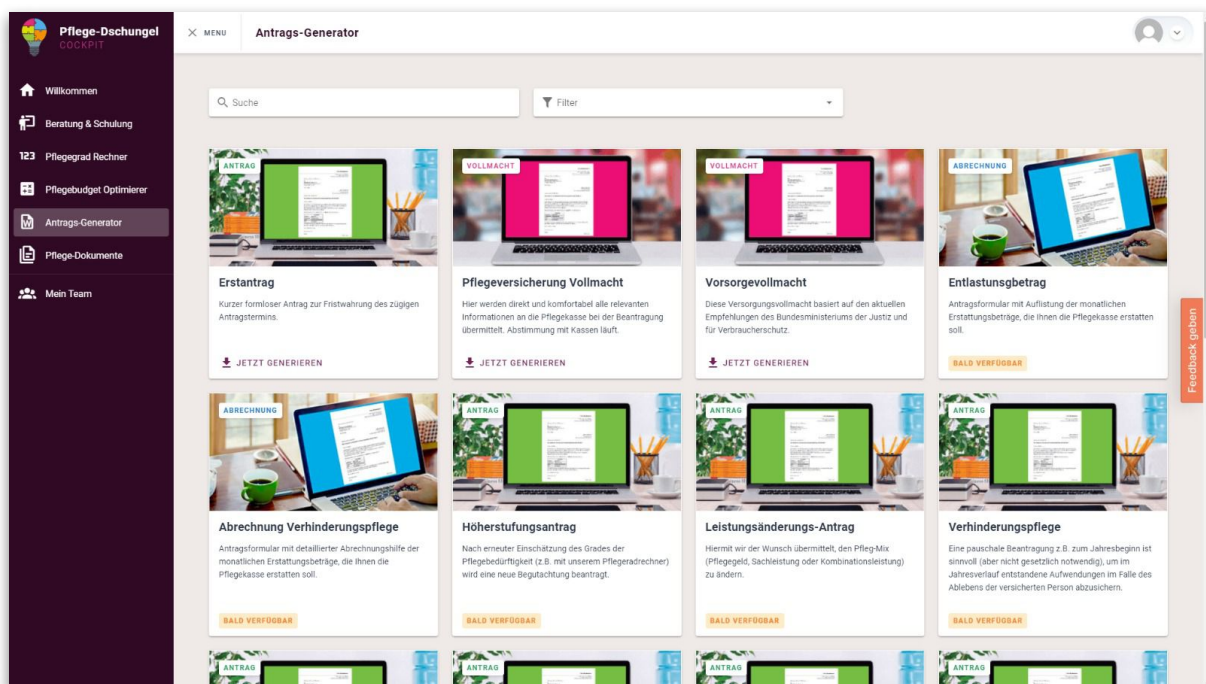 Pflege-Dschungel
COCKPIT
MENU
Antrags-Generator
Willkommen
Beratung & Schulung
123 Pflegegrad Rechner
Pflegebudget Optimierer
Antrags-Generator
Pflege-Dokumente
Mein Team
Suche
Filter
ANTRAG
Erstantrag
Kurzer formloser Antrag zur Fristwahrung des zügigen
Antragstermins.
JETZT GENERIEREN
VOLLMACHT
Pflegeversicherung Vollmacht
Hier werden direkt und komfortabel alle relevanten
Informationen an die Pflegekasse bei der Beantragung
übermittelt. Abstimmung mit Kassen läuft.
JETZT GENERIEREN
VOLLMACHT
Vorsorgevollmacht
Diese Versorgungsvollmacht basiert auf den aktuellen
Empfehlungen des Bundesministeriums der Justiz und
für Verbraucherschutz.
JETZT GENERIEREN
ABRECHNUNG
Entlastungsbetrag
Antragsformular mit Auflistung der monatlichen
Erstattungsbeträge, die Ihnen die Pflegekasse erstatten
soll.
BALD VERFÜGBAR
ABRECHNUNG
Abrechnung Verhinderungspflege
Antragsformular mit detaillierter Abrechnungshilfe der
monatlichen Erstattungsbeträge, die Ihnen die
Pflegekasse erstatten soll.
BALD VERFÜGBAR
ANTRAG
Höherstufungsantrag
Nach erneuter Einschätzung des Grades der
Pflegebedürftigkeit (z.B. mit unserem Pflegeradrechner)
wird eine neue Begutachtung beantragt.
BALD VERFÜGBAR
ANTRAG
Leistungsänderungs-Antrag
Hiermit wir der Wunsch übermittelt, den Pfleg-Mix
(Pflegegeld, Sachleistung oder Kombinationsleistung)
zu ändern.
BALD VERFÜGBAR
ANTRAG
Verhinderungspflege
Eine pauschale Beantragung z.B. zum Jahresbeginn ist
sinnvoll (aber nicht gesetzlich notwendig), um im
Jahresverlauf entstandene Aufwendungen im Falle des
Ablebens der versicherten Person abzusichern.
BALD VERFÜGBAR
ANTRAG
ANTRAG
ANTRAG
ANTRAG
Feedback geben